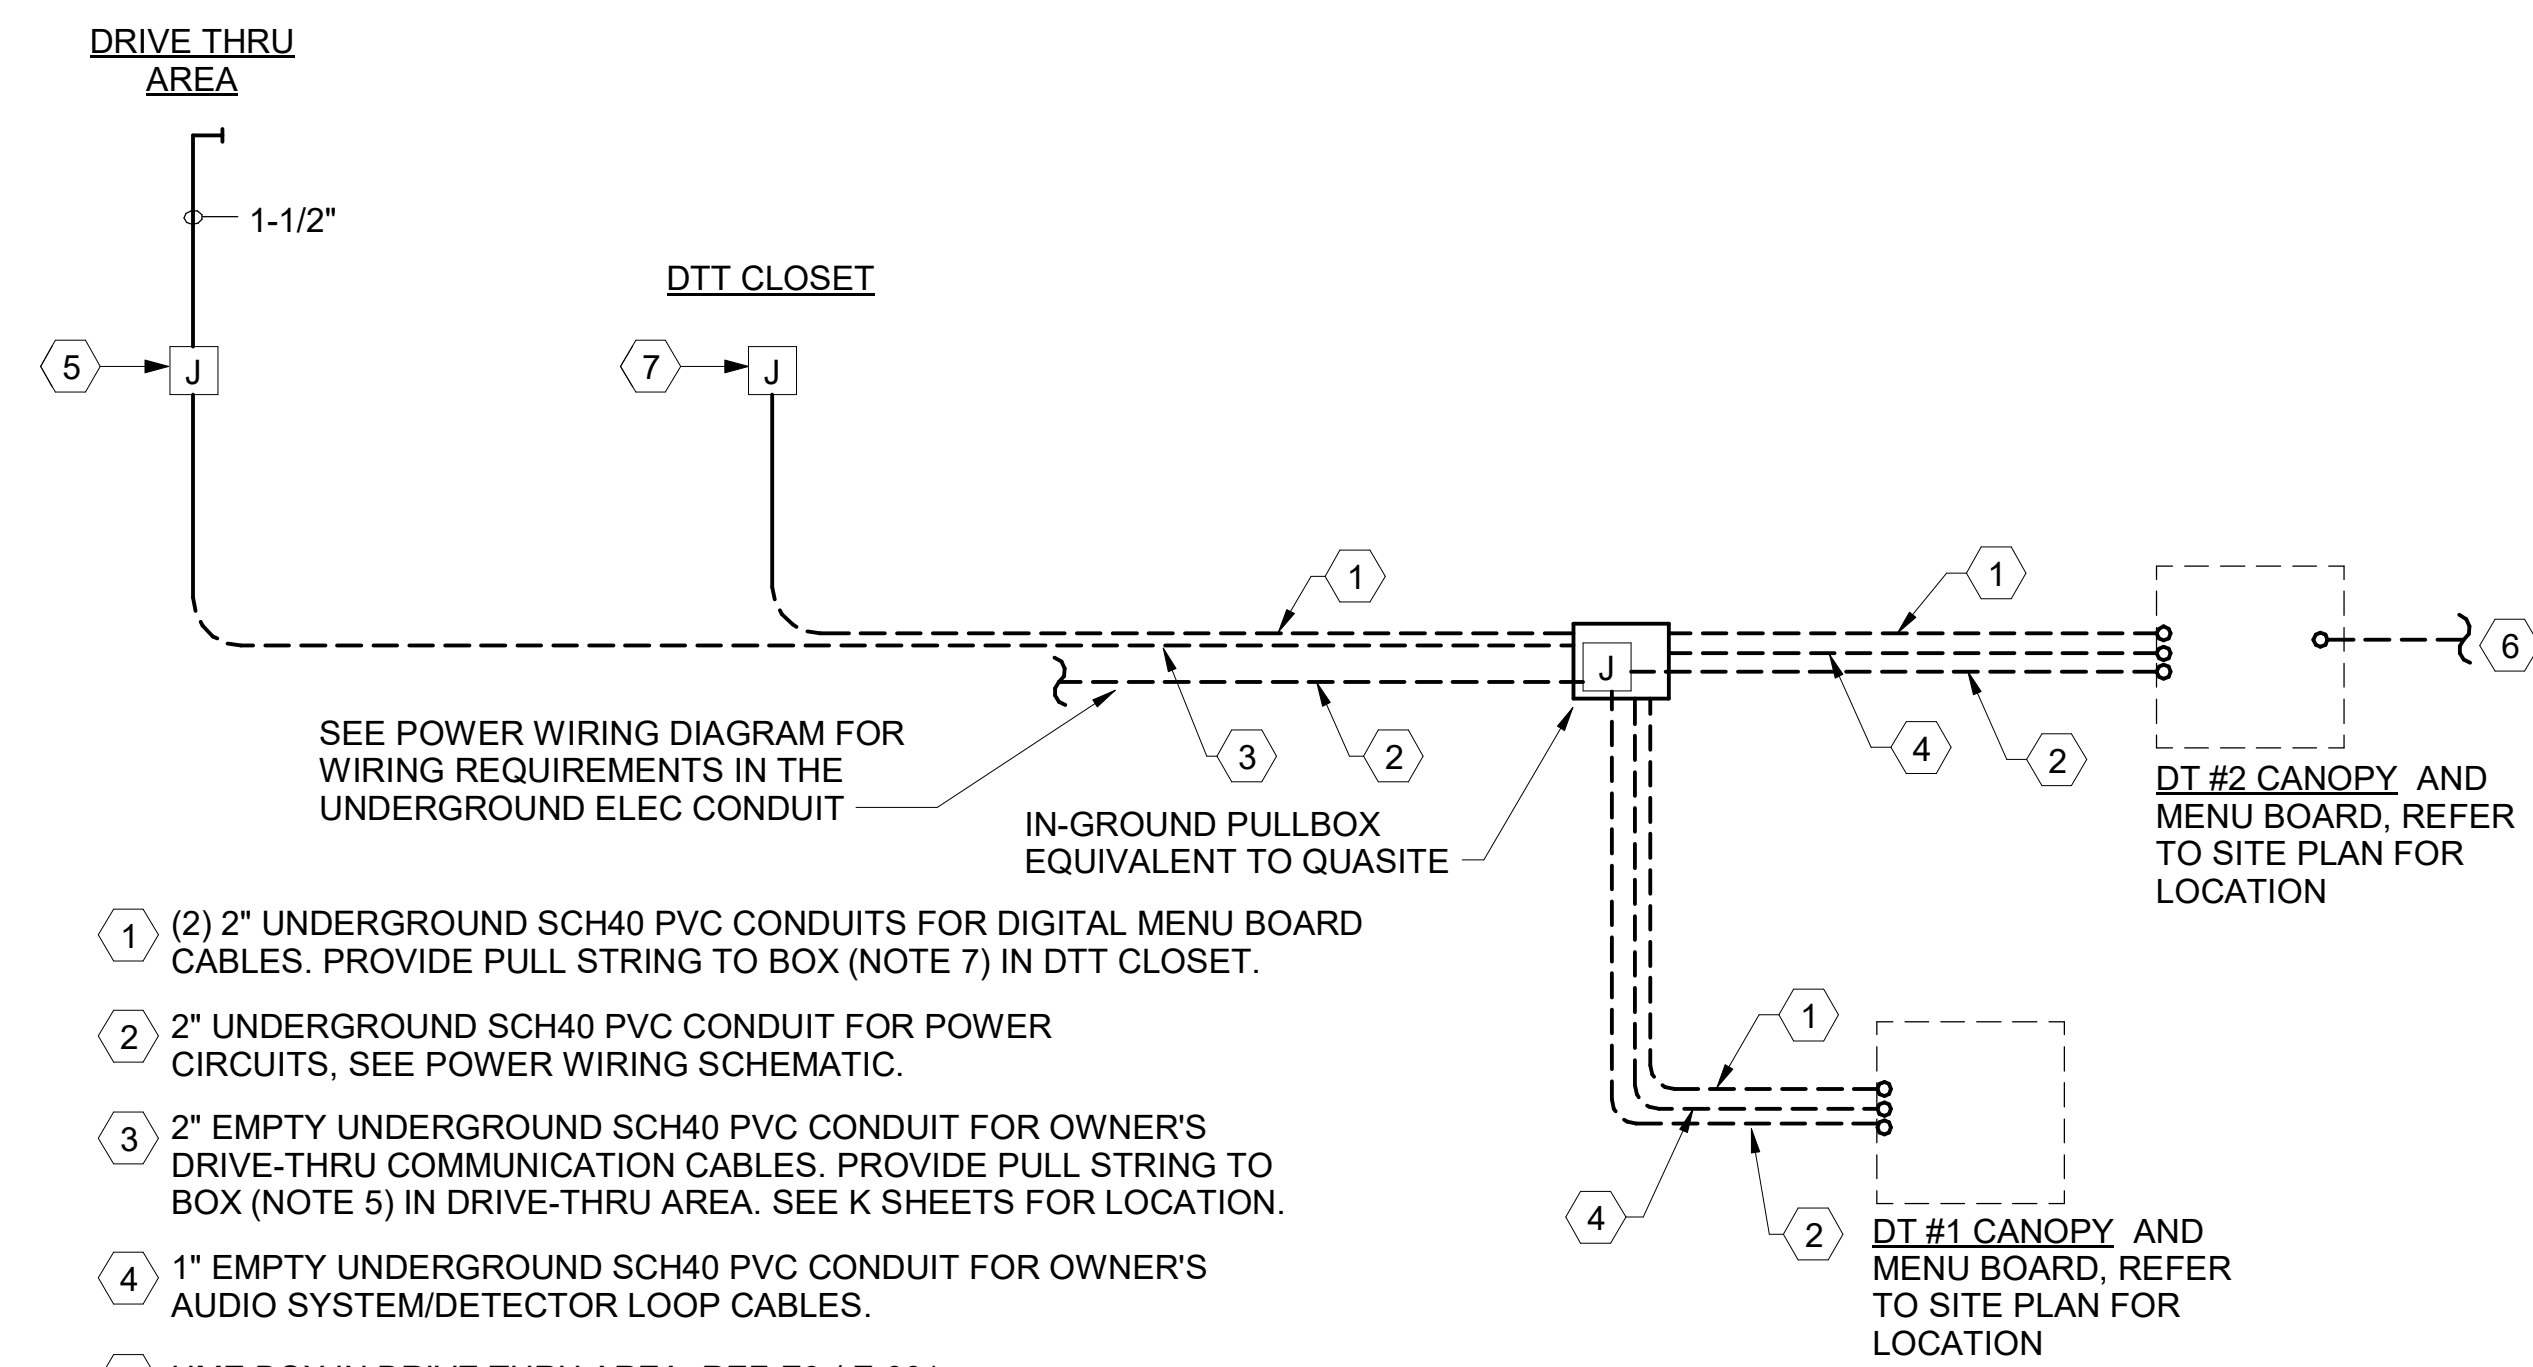 DRIVE THRU
AREA
1-1/2"
DTT CLOSET
5
J
7
J
1
1
J
6
SEE POWER WIRING DIAGRAM FOR
WIRING REQUIREMENTS IN THE
UNDERGROUND ELEC CONDUIT
3
2
4
2
IN-GROUND PULLBOX
EQUIVALENT TO QUASITE
DT #2 CANOPY AND
MENU BOARD, REFER
TO SITE PLAN FOR
LOCATION
1 (2) 2" UNDERGROUND SCH40 PVC CONDUITS FOR DIGITAL MENU BOARD
CABLES. PROVIDE PULL STRING TO BOX (NOTE 7) IN DTT CLOSET.
2 2" UNDERGROUND SCH40 PVC CONDUIT FOR POWER
CIRCUITS, SEE POWER WIRING SCHEMATIC.
3 2" EMPTY UNDERGROUND SCH40 PVC CONDUIT FOR OWNER'S
DRIVE-THRU COMMUNICATION CABLES. PROVIDE PULL STRING TO
BOX (NOTE 5) IN DRIVE-THRU AREA. SEE K SHEETS FOR LOCATION.
4 1" EMPTY UNDERGROUND SCH40 PVC CONDUIT FOR OWNER'S
AUDIO SYSTEM/DETECTOR LOOP CABLES.
1
4
2
DT #1 CANOPY AND
MENU BOARD, REFER
TO SITE PLAN FOR
LOCATION